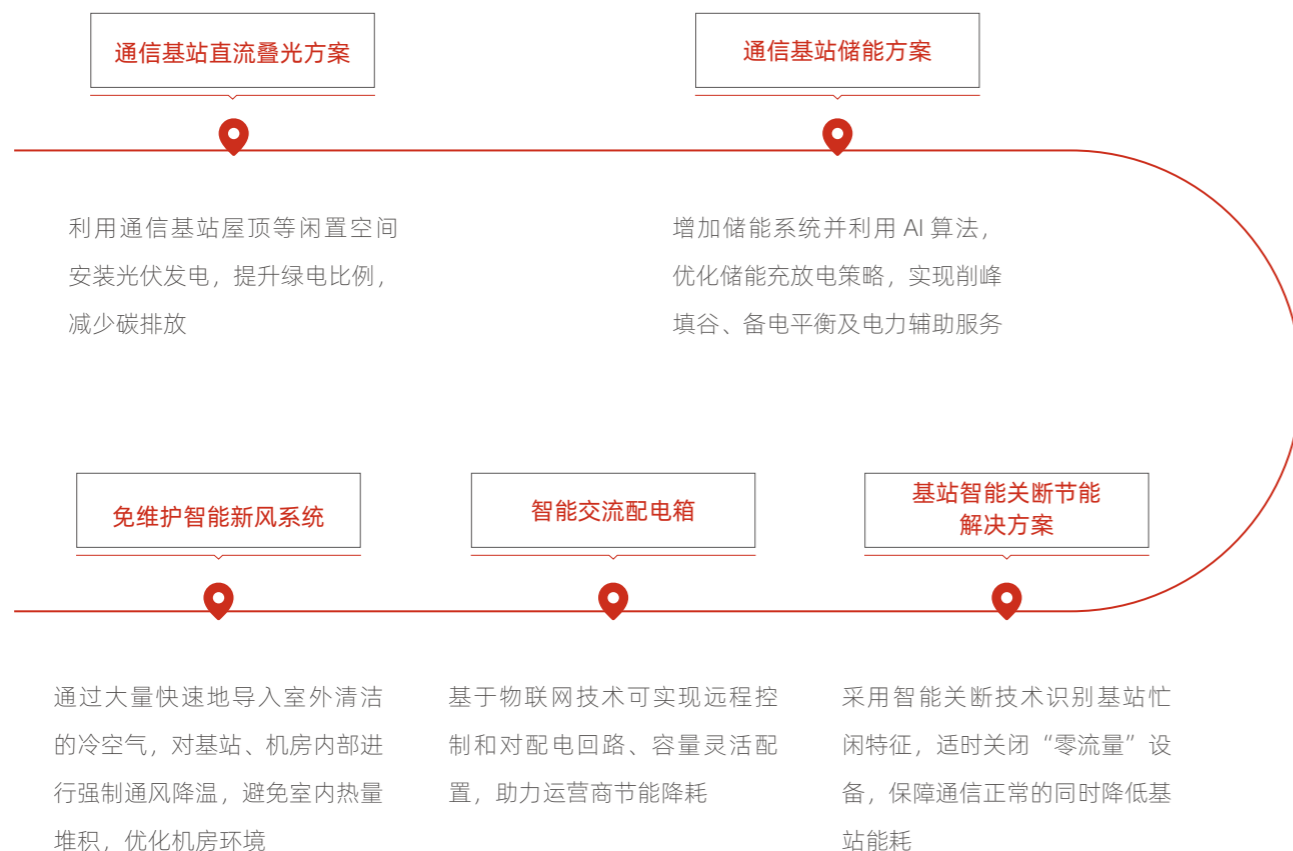 通信基站直流叠光方案
利用通信基站屋顶等闲置空间
安装光伏发电，提升绿电比例，
减少碳排放
通信基站储能方案
增加储能系统并利用 AI 算法，
优化储能充放电策略，实现削峰
填谷、备电平衡及电力辅助服务
免维护智能新风系统
通过大量快速地导入室外清洁
的冷空气，对基站、机房内部进
行强制通风降温，避免室内热量
堆积，优化机房环境
智能交流配电箱
基于物联网技术可实现远程控
制和对配电回路、容量灵活配
置，助力运营商节能降耗
基站智能关断节能
解决方案
采用智能关断技术识别基站忙
闲特征，适时关闭“零流量”设
备，保障通信正常的同时降低基
站能耗